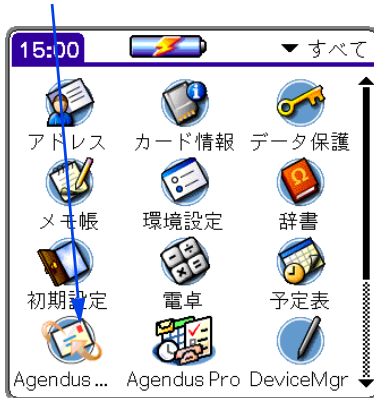 15:00 すべて
アドレス カード情報 データ保護
メモ帳 環境設定 辞書
初期設定 電卓 予定表
Agendus ... Agendus Pro DeviceMgr